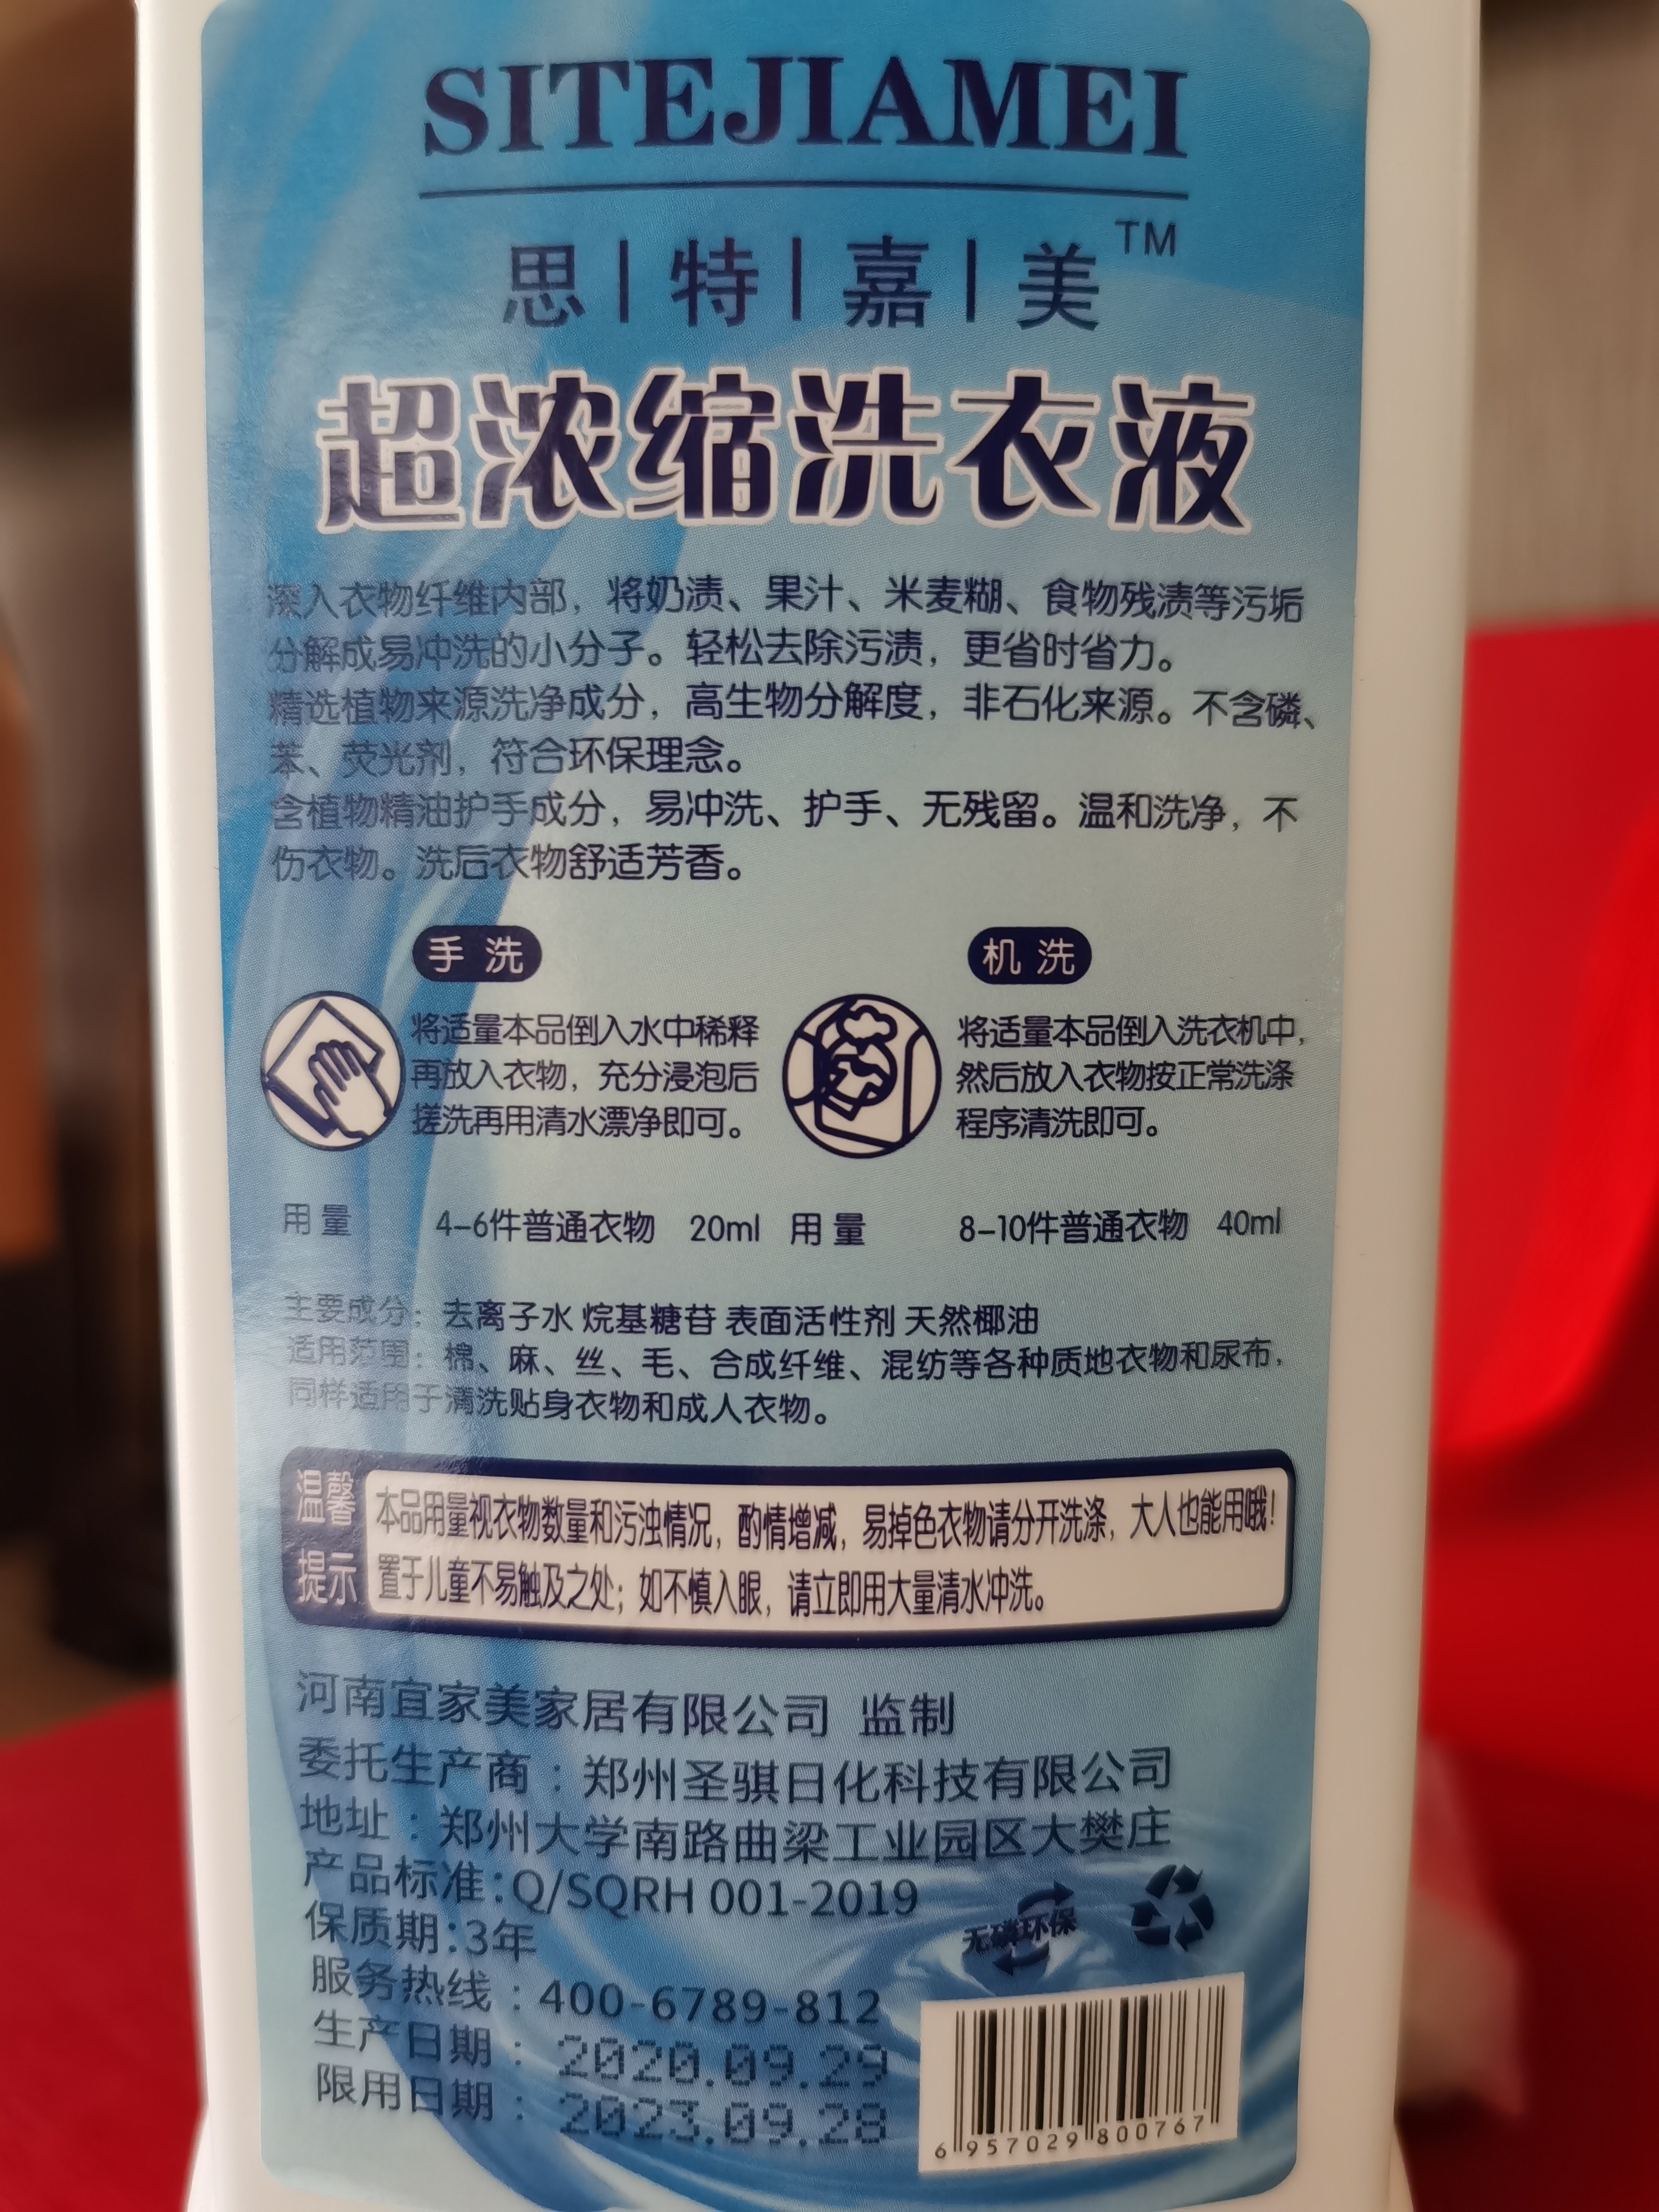 SITEJIAMEI
思|特|嘉|美™
超浓缩洗衣液
深入衣物纤维内部，将奶渍、果汁、米麦糊、食物残渍等污垢
分解成易冲洗的小分子。轻松去除污渍，更省时省力。
精选植物来源洗净成分，高生物分解度，非石化来源。不含磷、
苯、荧光剂，符合环保理念。
含植物精油护手成分，易冲洗、护手、无残留。温和洗净，不
伤衣物。洗后衣物舒适芳香。
手洗
将适量本品倒入水中稀释
再放入衣物，充分浸泡后
搓洗再用清水漂净即可。
用量 4-6件普通衣物 20ml
机洗
将适量本品倒入洗衣机中，
然后放入衣物按正常洗涤
程序清洗即可。
用量 8-10件普通衣物 40ml
主要成分：去离子水 烷基糖苷 表面活性剂 天然椰油
适用范围：棉、麻、丝、毛、合成纤维、混纺等各种质地衣物和尿布，
同样适用于清洗贴身衣物和成人衣物。
温馨
提示
本品用量视衣物数量和污浊情况，酌情增减，易掉色衣物请分开洗涤，大人也能用哦！
置于儿童不易触及之处；如不慎入眼，请立即用大量清水冲洗。
河南宜家美家居有限公司 监制
委托生产商：郑州圣骐日化科技有限公司
地址：郑州大学南路曲梁工业园区大樊庄
产品标准:Q/SQRH 001-2019
保质期:3年
服务热线：400-6789-812
生产日期：2020.09.29
限用日期：2023.09.28
无磷环保
6957029800767